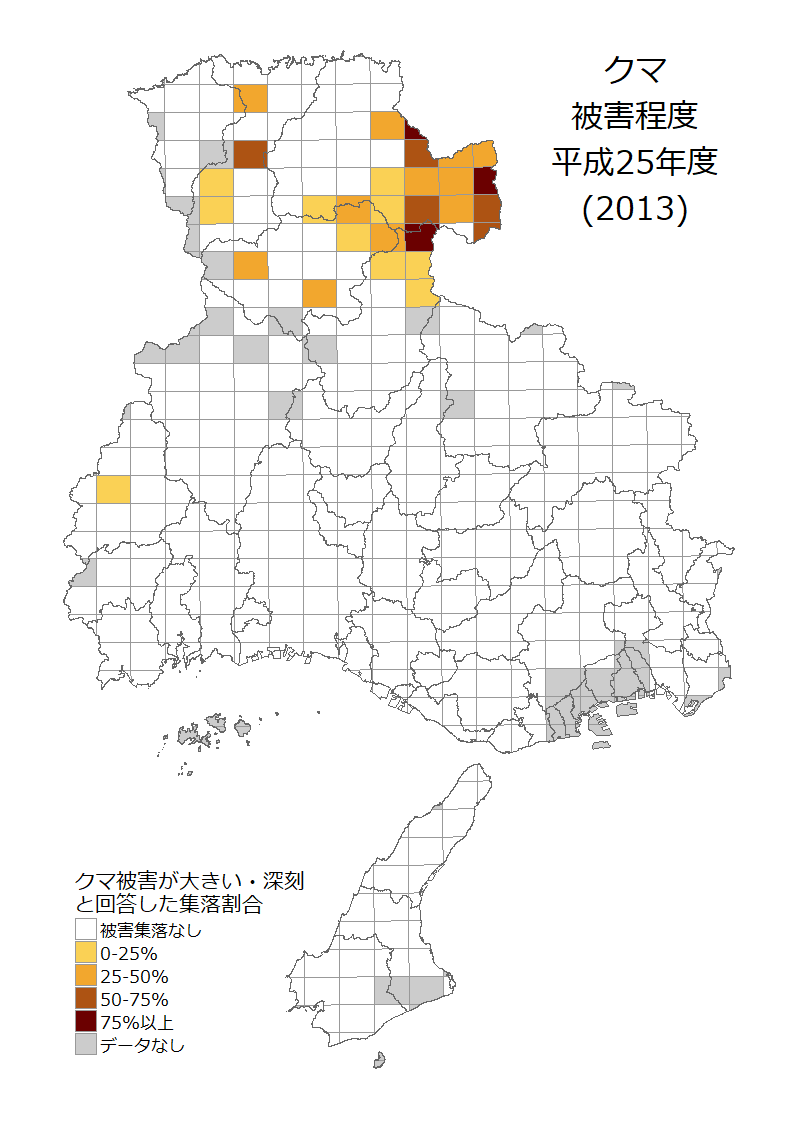 クマ
被害程度
平成25年度
(2013)
クマ被害が大きい・深刻
と回答した集落割合
被害集落なし
0-25%
25-50%
50-75%
75%以上
データなし